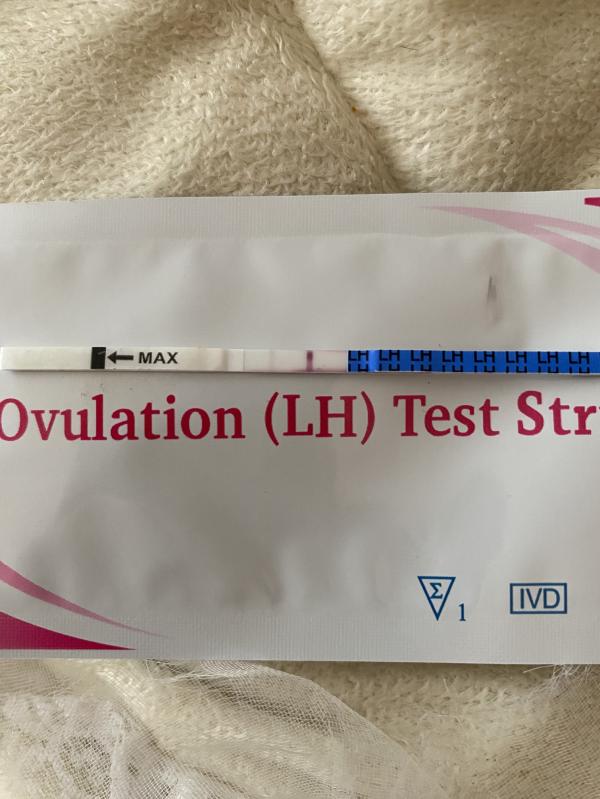 MAX LH LH LH LH LH LH LH LH
Ovulation (LH) Test Str
Σ 1 IVD